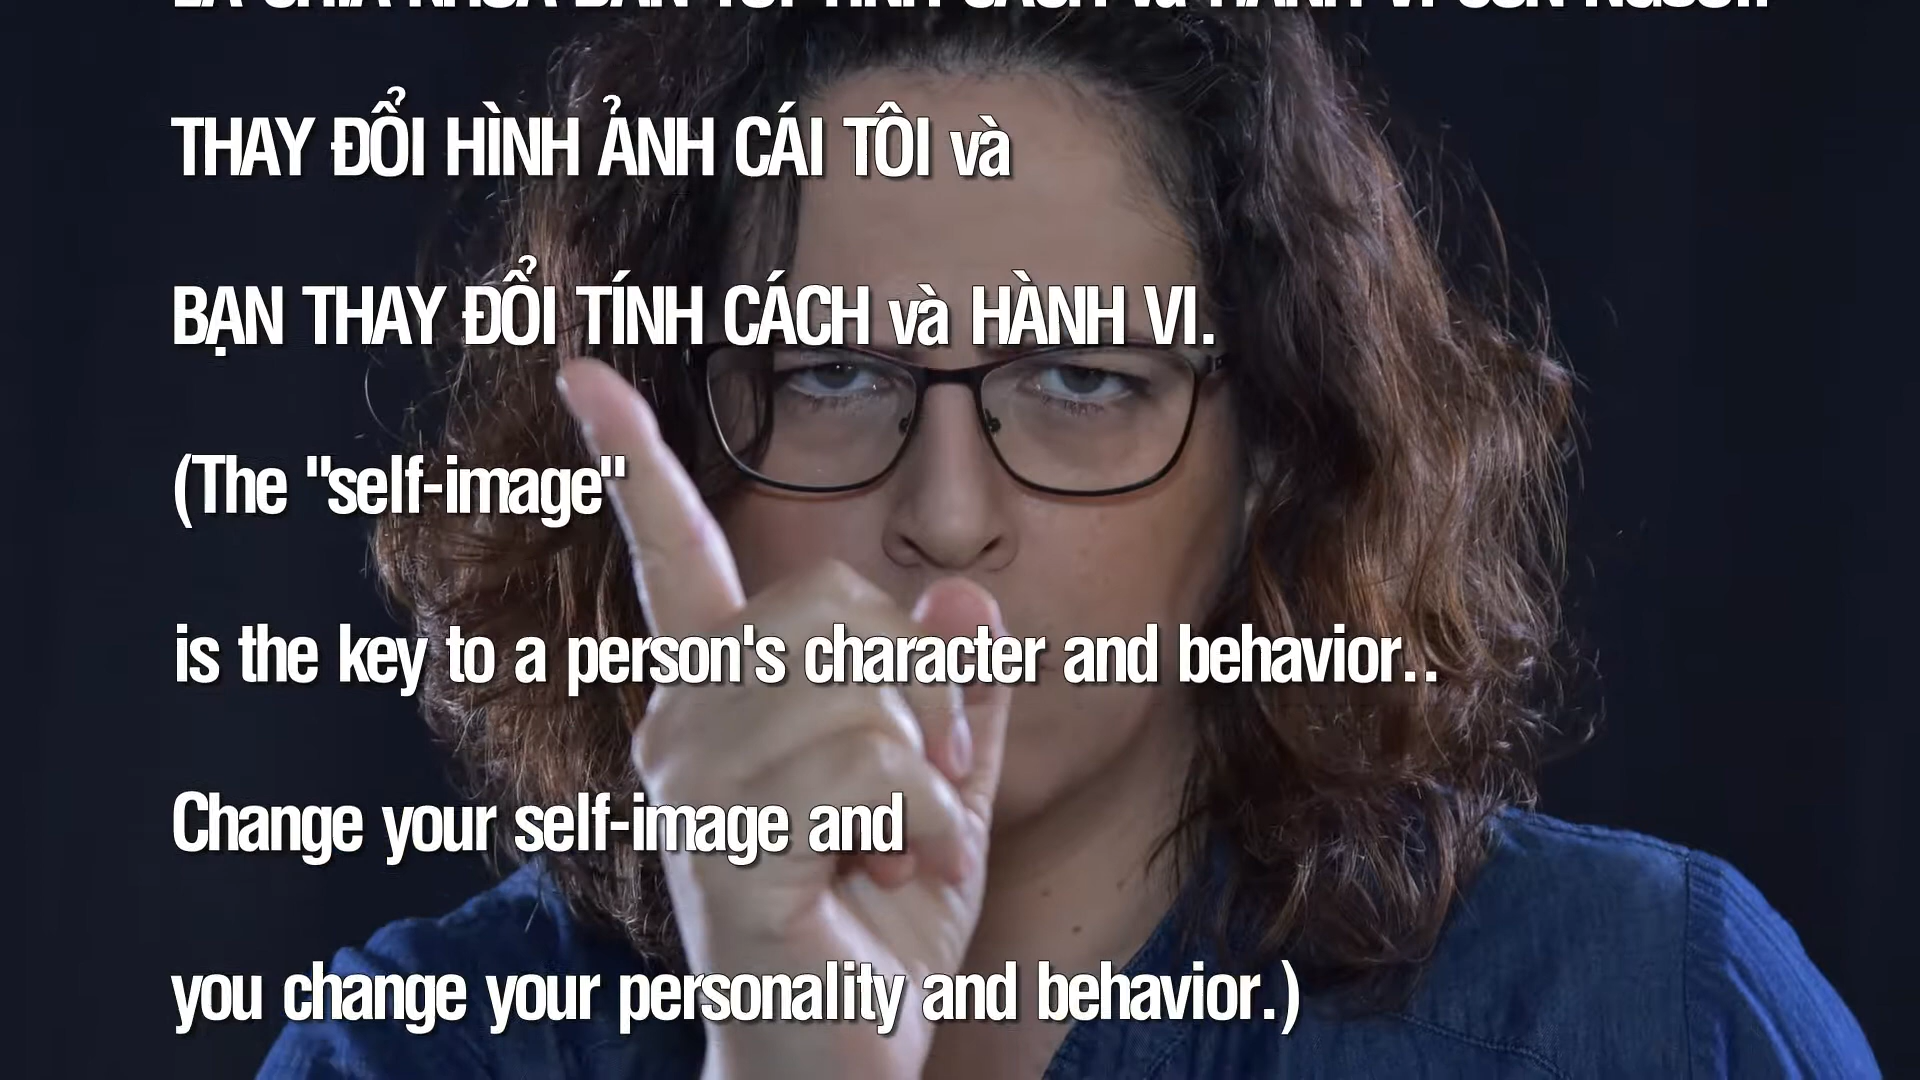 THAY ĐỔI HÌNH ẢNH CÁI TÔI và
BẠN THAY ĐỔI TÍNH CÁCH và HÀNH VI.
(The "self-image"
is the key to a person's character and behavior..
Change your self-image and
you change your personality and behavior.)